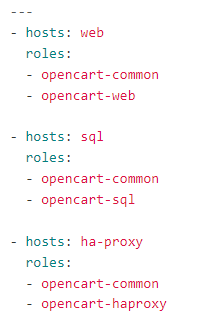 ---
- hosts: web
  roles:
  - opencart-common
  - opencart-web

- hosts: sql
  roles:
  - opencart-common
  - opencart-sql

- hosts: ha-proxy
  roles:
  - opencart-common
  - opencart-haproxy